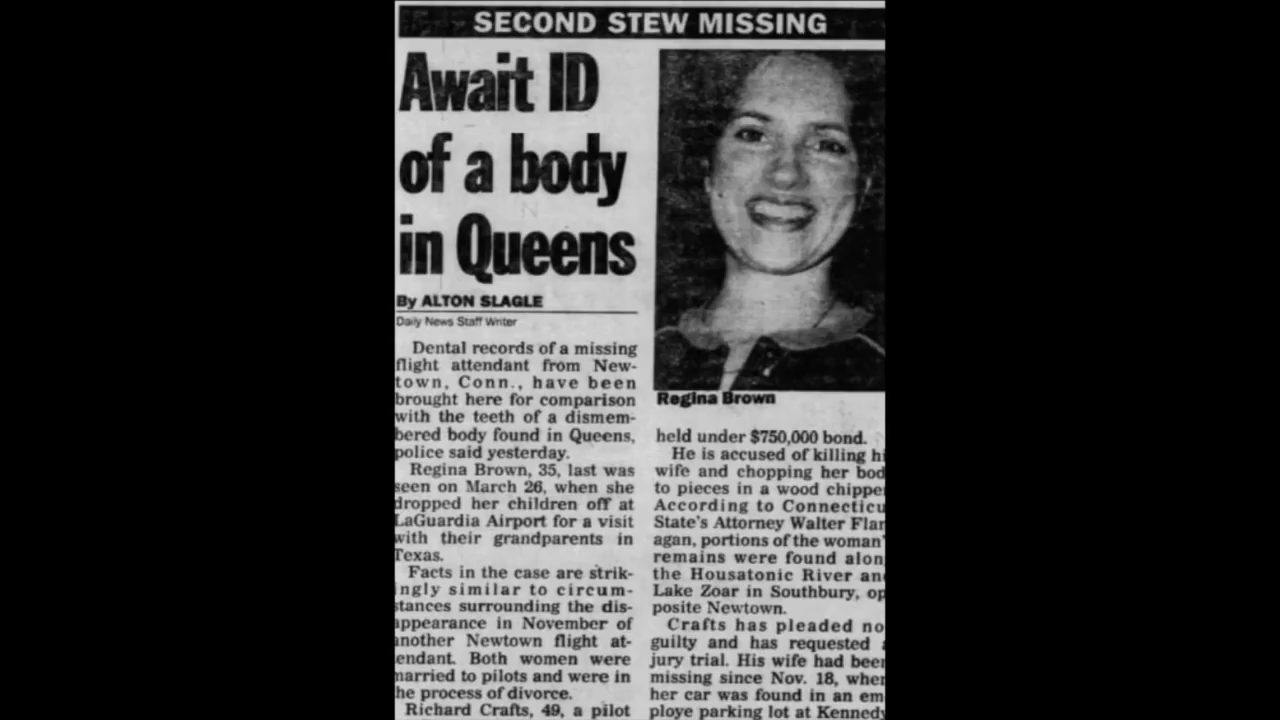 SECOND STEW MISSING
Await ID
of a body
in Queens
By ALTON SLAGLE
Daily News Staff Writer
Dental records of a missing
flight attendant from New-
town, Conn., have been
brought here for comparison
with the teeth of a dismem-
bered body found in Queens,
police said yesterday.
Regina Brown, 35, last was
seen on March 26, when she
dropped her children off at
LaGuardia Airport for a visit
with their grandparents in
Texas.
Facts in the case are strik-
ingly similar to circum-
stances surrounding the dis-
appearance in November of
another Newtown flight at-
tendant. Both women were
married to pilots and were in
the process of divorce.
Richard Crafts, 49, a pilot
Regina Brown
held under $750,000 bond.
He is accused of killing hi
wife and chopping her bod
to pieces in a wood chipper
According to Connecticu
State's Attorney Walter Flan
agan, portions of the woman'
remains were found along
the Housatonic River and
Lake Zoar in Southbury, op
posite Newtown.
Crafts has pleaded no
guilty and has requested a
jury trial. His wife had been
missing since Nov. 18, when
her car was found in an em
ploye parking lot at Kennedy